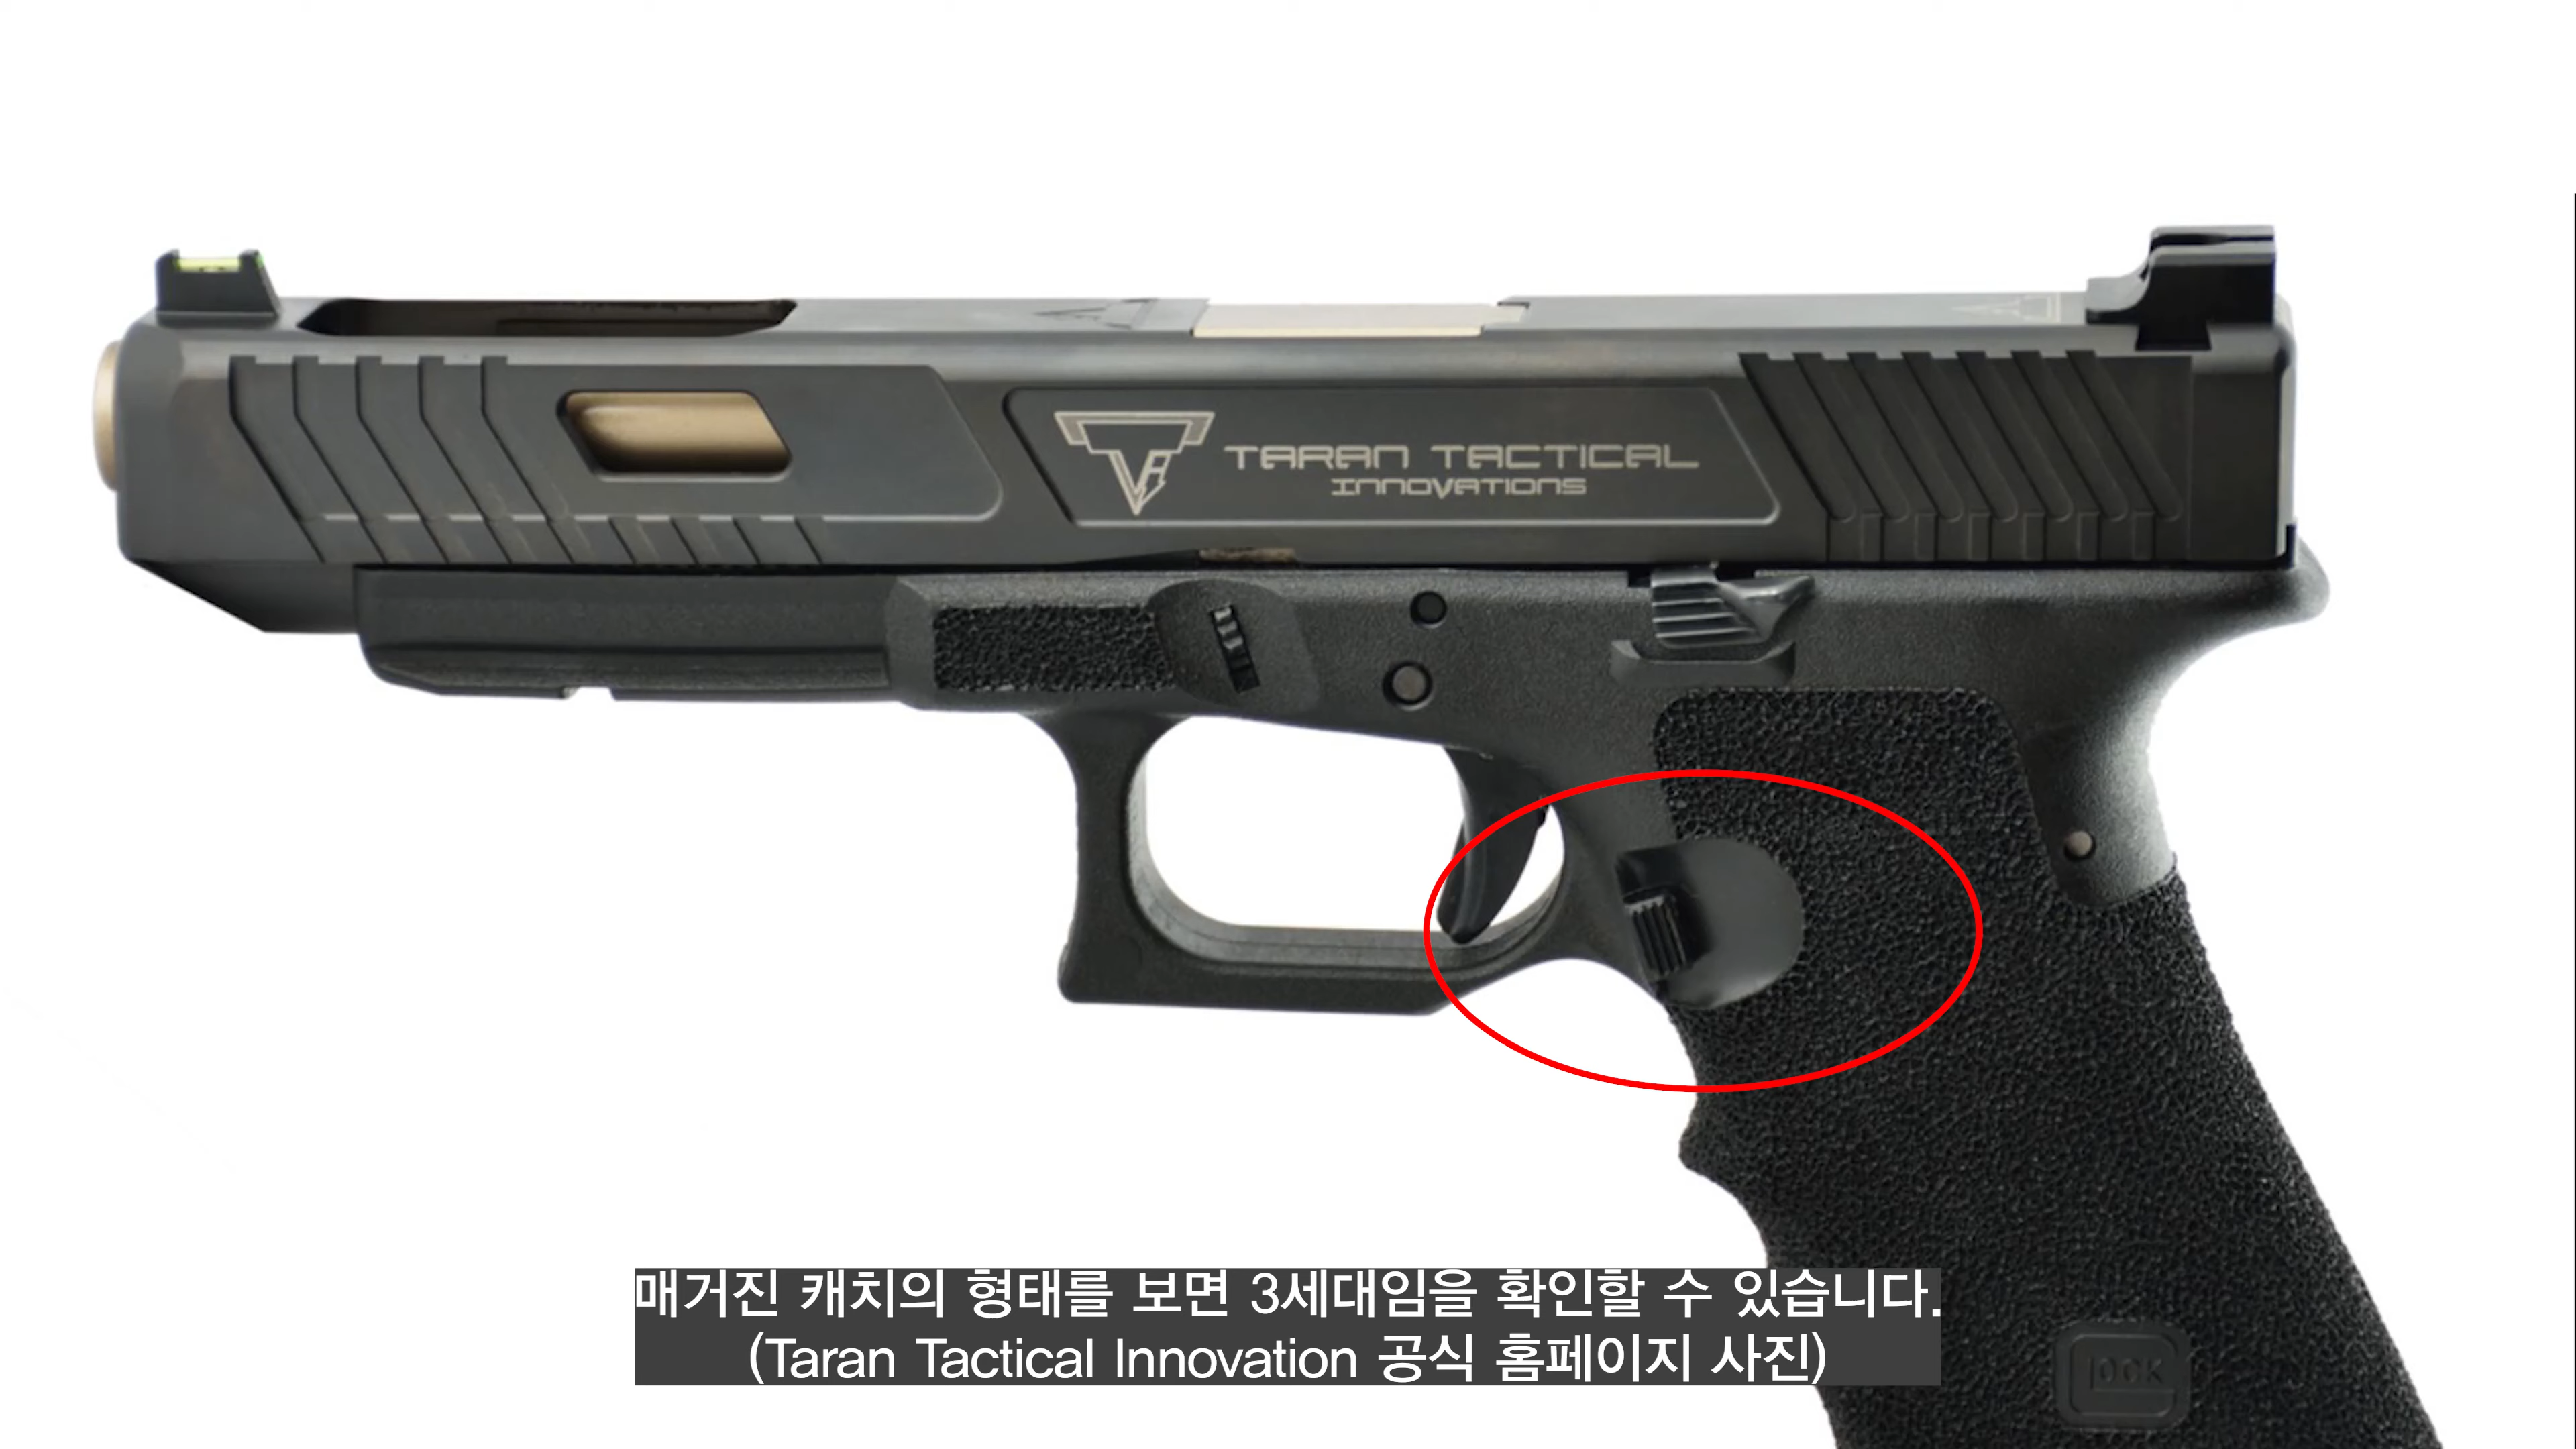 TARAN TACTICAL
INNOVATIONS
GLOCK
매거진 캐치의 형태를 보면 3세대임을 확인할 수 있습니다.
(Taran Tactical Innovation 공식 홈페이지 사진)